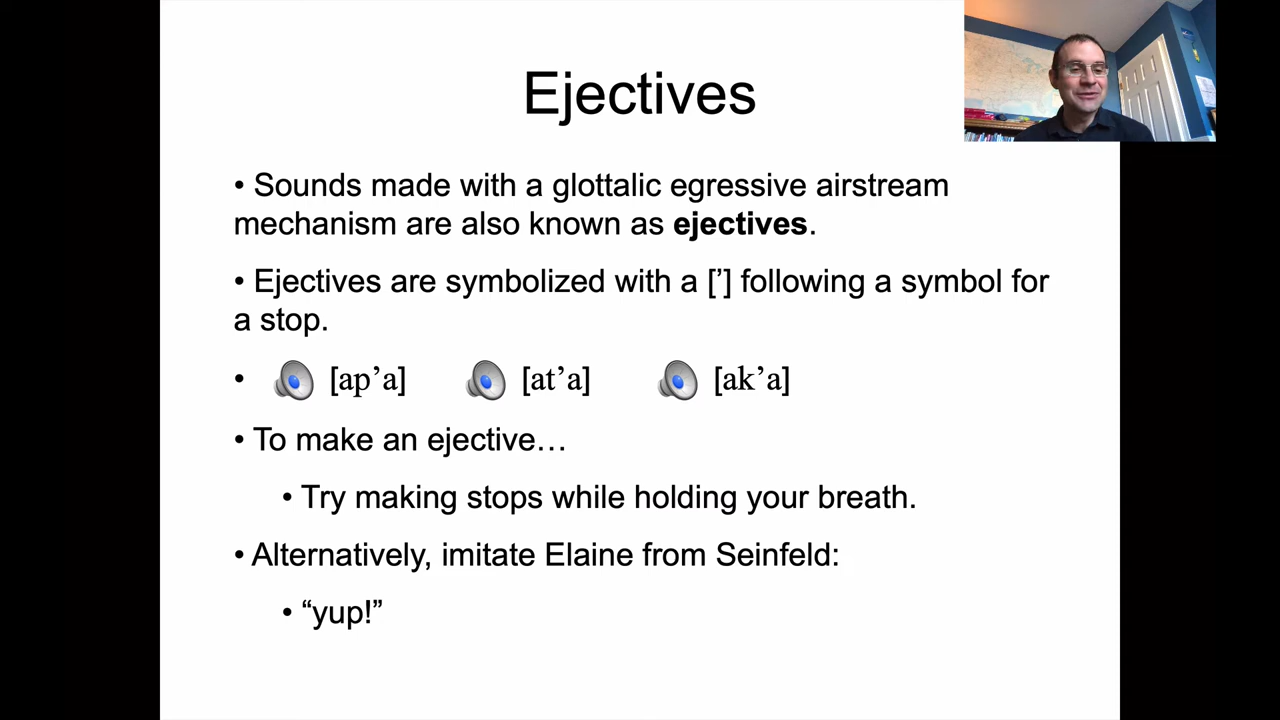 Ejectives
• Sounds made with a glottalic egressive airstream
mechanism are also known as ejectives.
• Ejectives are symbolized with a [’] following a symbol for
a stop.
• [ap’a] [at’a] [ak’a]
• To make an ejective…
• Try making stops while holding your breath.
• Alternatively, imitate Elaine from Seinfeld:
• “yup!”